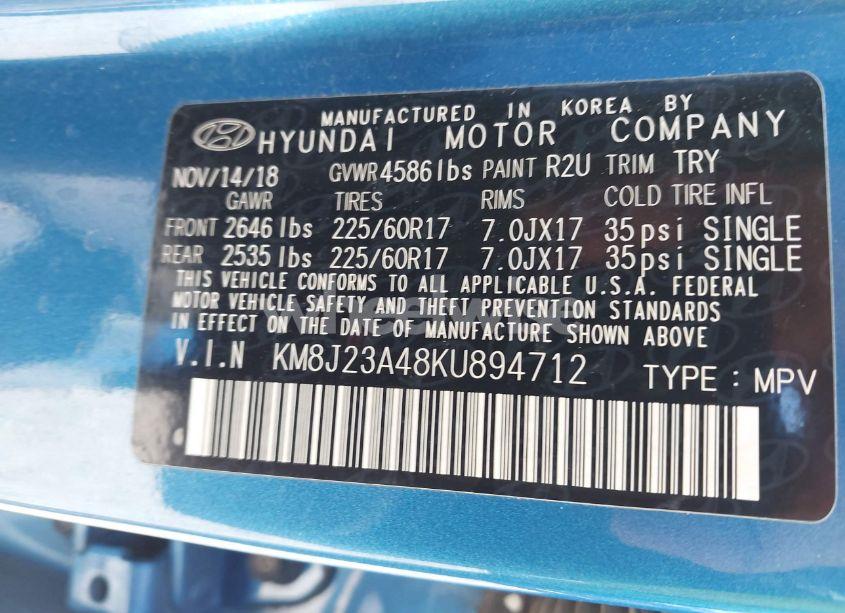 MANUFACTURED IN KOREA BY
HYUNDAI MOTOR COMPANY
NOV/14/18 GVWR 4586 lbs PAINT R2U TRIM TRY
GAWR TIRES RIMS COLD TIRE INFL
FRONT 2646 lbs 225/60R17 7.0JX17 35psi SINGLE
REAR 2535 lbs 225/60R17 7.0JX17 35psi SINGLE
THIS VEHICLE CONFORMS TO ALL APPLICABLE U.S.A. FEDERAL
MOTOR VEHICLE SAFETY AND THEFT PREVENTION STANDARDS
IN EFFECT ON THE DATE OF MANUFACTURE SHOWN ABOVE
V.I.N KM8J23A48KU894712 TYPE : MPV